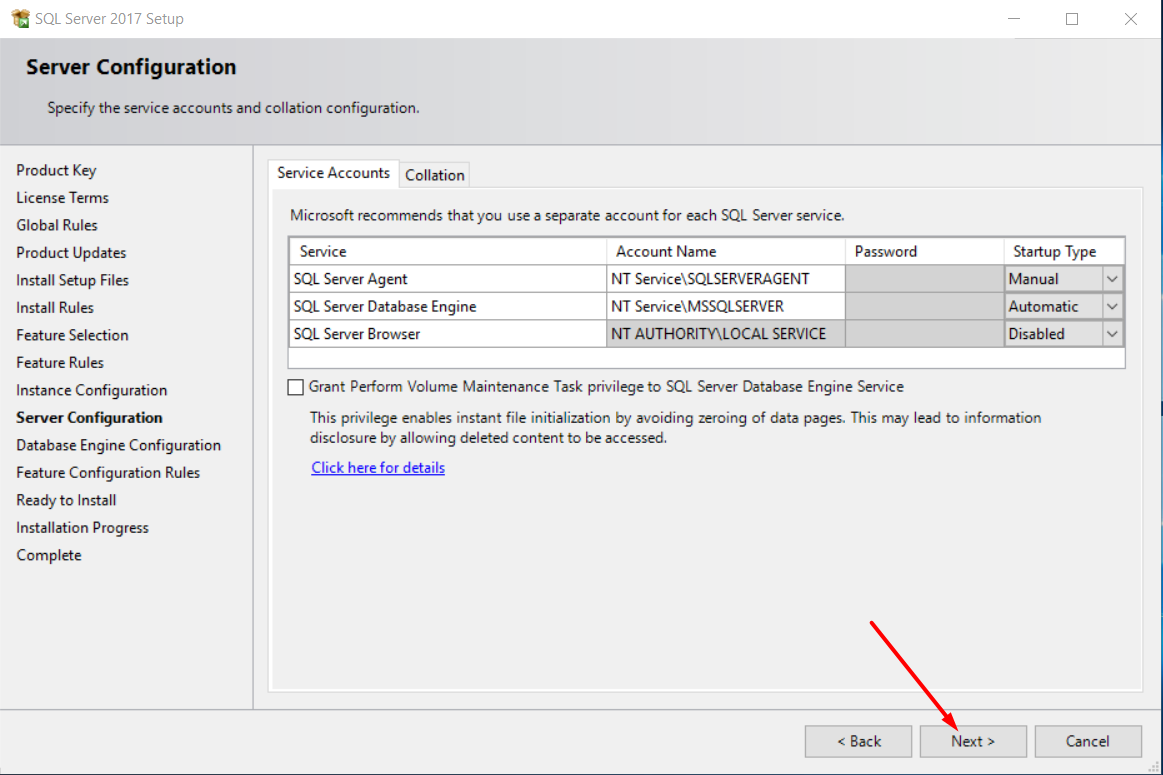 SQL Server 2017 Setup
Server Configuration
Specify the service accounts and collation configuration.
Product Key
License Terms
Global Rules
Product Updates
Install Setup Files
Install Rules
Feature Selection
Feature Rules
Instance Configuration
Server Configuration
Database Engine Configuration
Feature Configuration Rules
Ready to Install
Installation Progress
Complete
Service Accounts Collation
Microsoft recommends that you use a separate account for each SQL Server service.
Service Account Name Password Startup Type
SQL Server Agent NT Service\SQLSERVERAGENT Manual
SQL Server Database Engine NT Service\MSSQLSERVER Automatic
SQL Server Browser NT AUTHORITY\LOCAL SERVICE Disabled
Grant Perform Volume Maintenance Task privilege to SQL Server Database Engine Service
This privilege enables instant file initialization by avoiding zeroing of data pages. This may lead to information
disclosure by allowing deleted content to be accessed.
Click here for details
< Back Next > Cancel